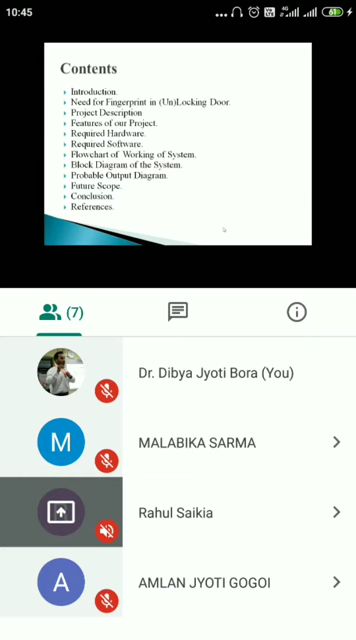 10:45
4G
61
Contents
Introduction.
Need for Fingerprint in (Un)Locking Door.
Project Description
Features of our Project.
Required Hardware.
Required Software.
Flowchart of Working of System.
Block Diagram of the System.
Probable Output Diagram.
Future Scope.
Conclusion.
References.
(7)
Dr. Dibya Jyoti Bora (You)
M
MALABIKA SARMA
Rahul Saikia
A
AMLAN JYOTI GOGOI